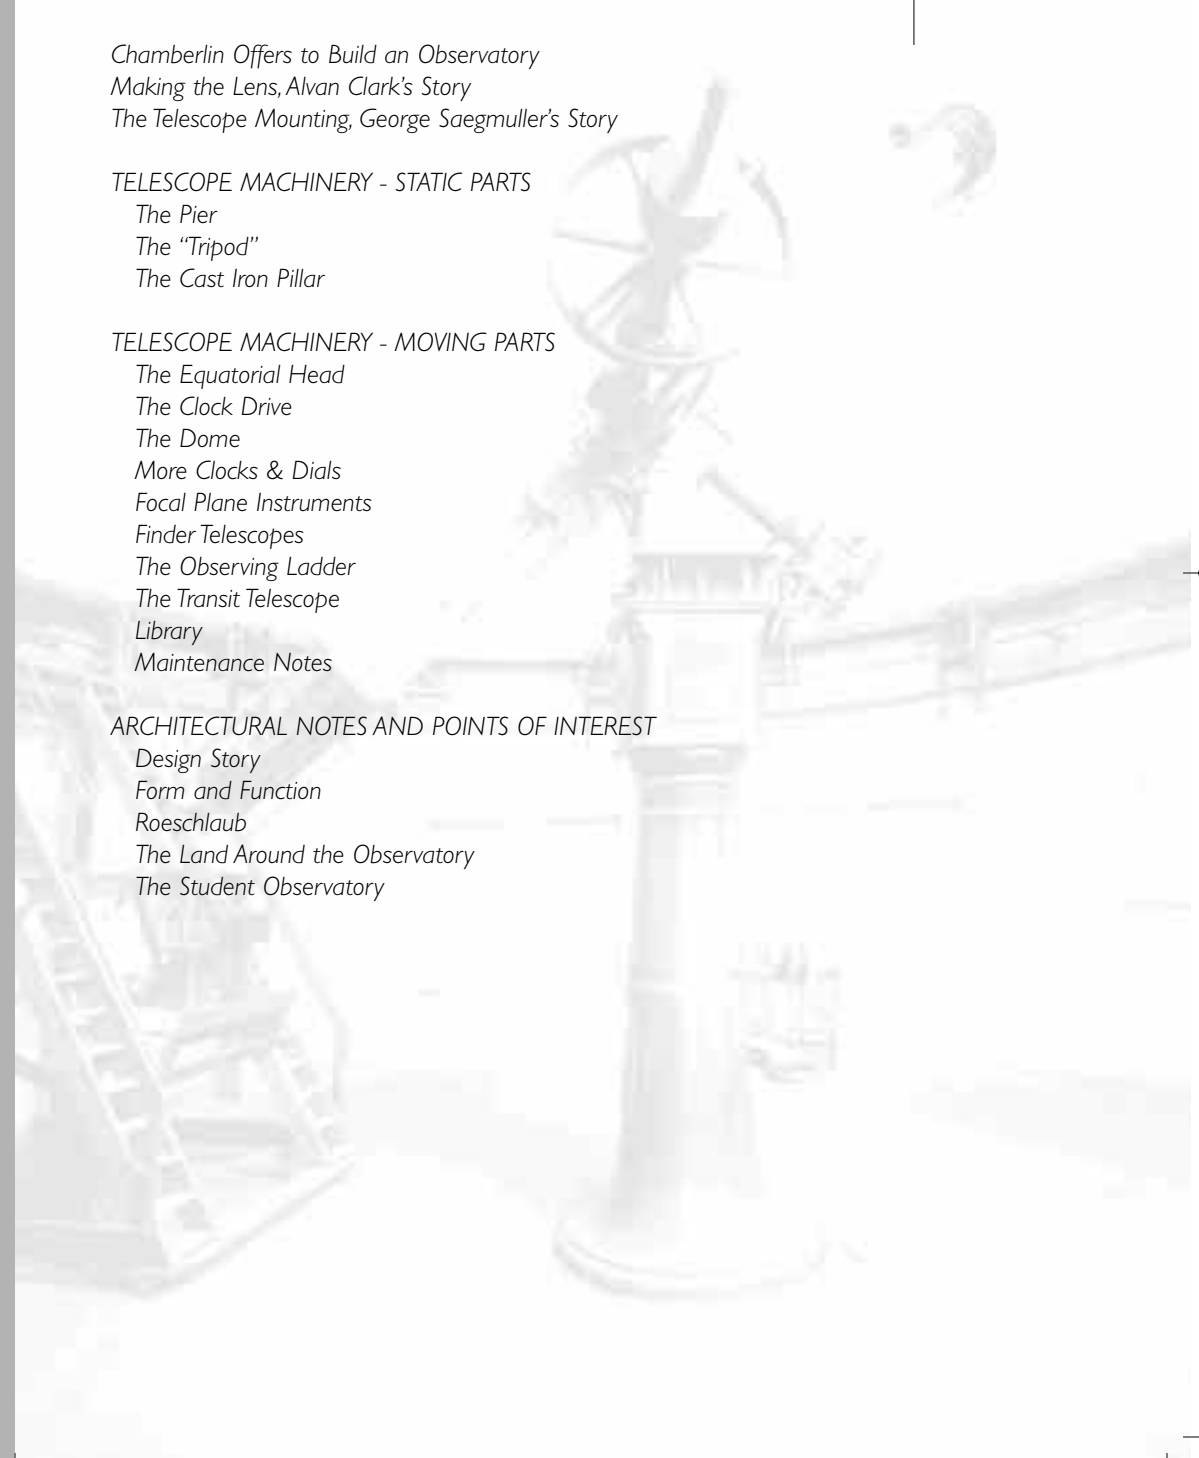 Chamberlin Offers to Build an Observatory
Making the Lens, Alvan Clark’s Story
The Telescope Mounting, George Saegmuller’s Story
TELESCOPE MACHINERY - STATIC PARTS
The Pier
The “Tripod”
The Cast Iron Pillar
TELESCOPE MACHINERY - MOVING PARTS
The Equatorial Head
The Clock Drive
The Dome
More Clocks & Dials
Focal Plane Instruments
Finder Telescopes
The Observing Ladder
The Transit Telescope
Library
Maintenance Notes
ARCHITECTURAL NOTES AND POINTS OF INTEREST
Design Story
Form and Function
Roeschlaub
The Land Around the Observatory
The Student Observatory